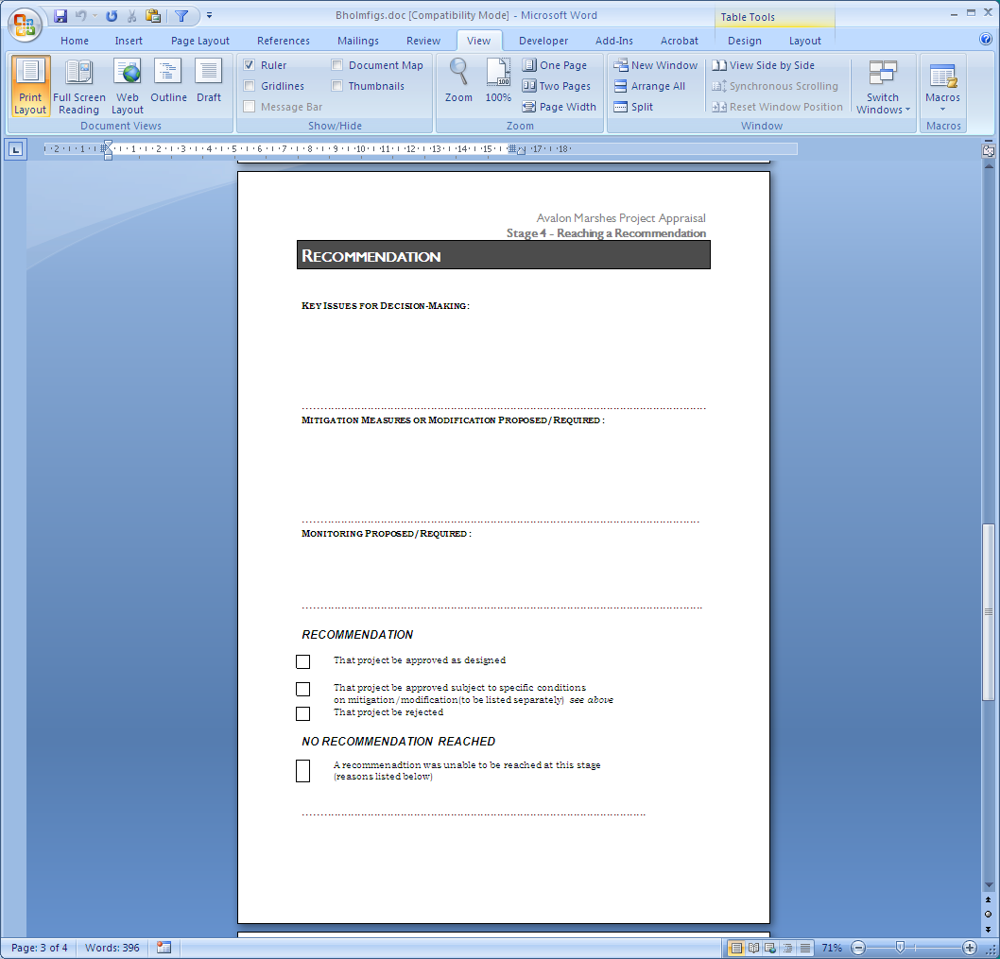 Bholmfigs.doc [Compatibility Mode] - Microsoft Word
Table Tools
Home Insert Page Layout References Mailings Review View Developer Add-Ins Acrobat Design Layout
Print Layout
Full Screen Reading
Web Layout
Outline
Draft
Document Views
Ruler
Gridlines
Message Bar
Document Map
Thumbnails
Show/Hide
Zoom
100%
One Page
Two Pages
Page Width
Zoom
New Window
Arrange All
Split
View Side by Side
Synchronous Scrolling
Reset Window Position
Window
Switch Windows
Macros
Macros
L
·2·1·1·1·2·3·4·5·6·7·8·9·10·11·12·13·14·15·17·18·
Avalon Marshes Project Appraisal
Stage 4 - Reaching a Recommendation
RECOMMENDATION
KEY ISSUES FOR DECISION-MAKING:
MITIGATION MEASURES OR MODIFICATION PROPOSED/REQUIRED :
MONITORING PROPOSED/REQUIRED :
RECOMMENDATION
That project be approved as designed
That project be approved subject to specific conditions
on mitigation/modification(to be listed separately) see above
That project be rejected
NO RECOMMENDATION REACHED
A recommenadtion was unable to be reached at this stage
(reasons listed below)
Page: 3 of 4 Words: 396 71%